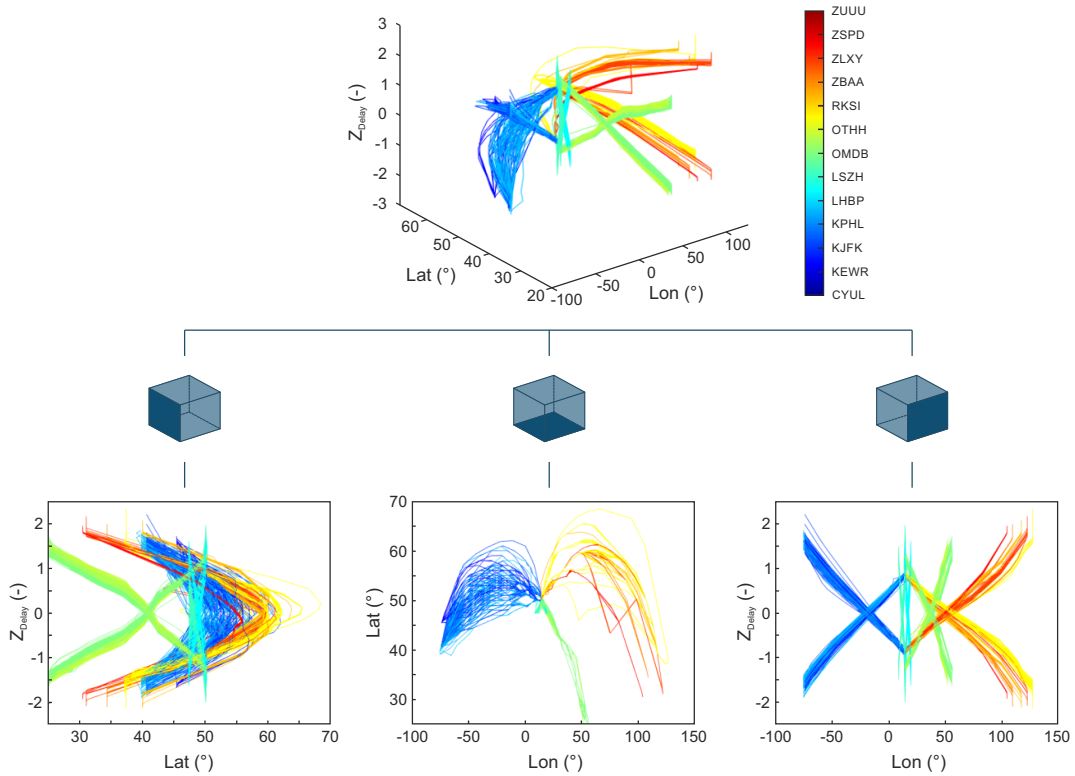 3
2
1
0
-1
-2
-3
Z_Delay (-)
60
50
40
30
20
Lat (°)
-100
-50
0
50
100
Lon (°)
ZUUU
ZSPD
ZLXY
ZBAA
RKSI
OTHH
OMDB
LSZH
LHBP
KPHL
KJFK
KEWR
CYUL
2
1
0
-1
-2
Z_Delay (-)
30
40
50
60
70
Lat (°)
70
60
50
40
30
Lat (°)
-100
-50
0
50
100
150
Lon (°)
2
1
0
-1
-2
Z_Delay (-)
-100
-50
0
50
100
150
Lon (°)